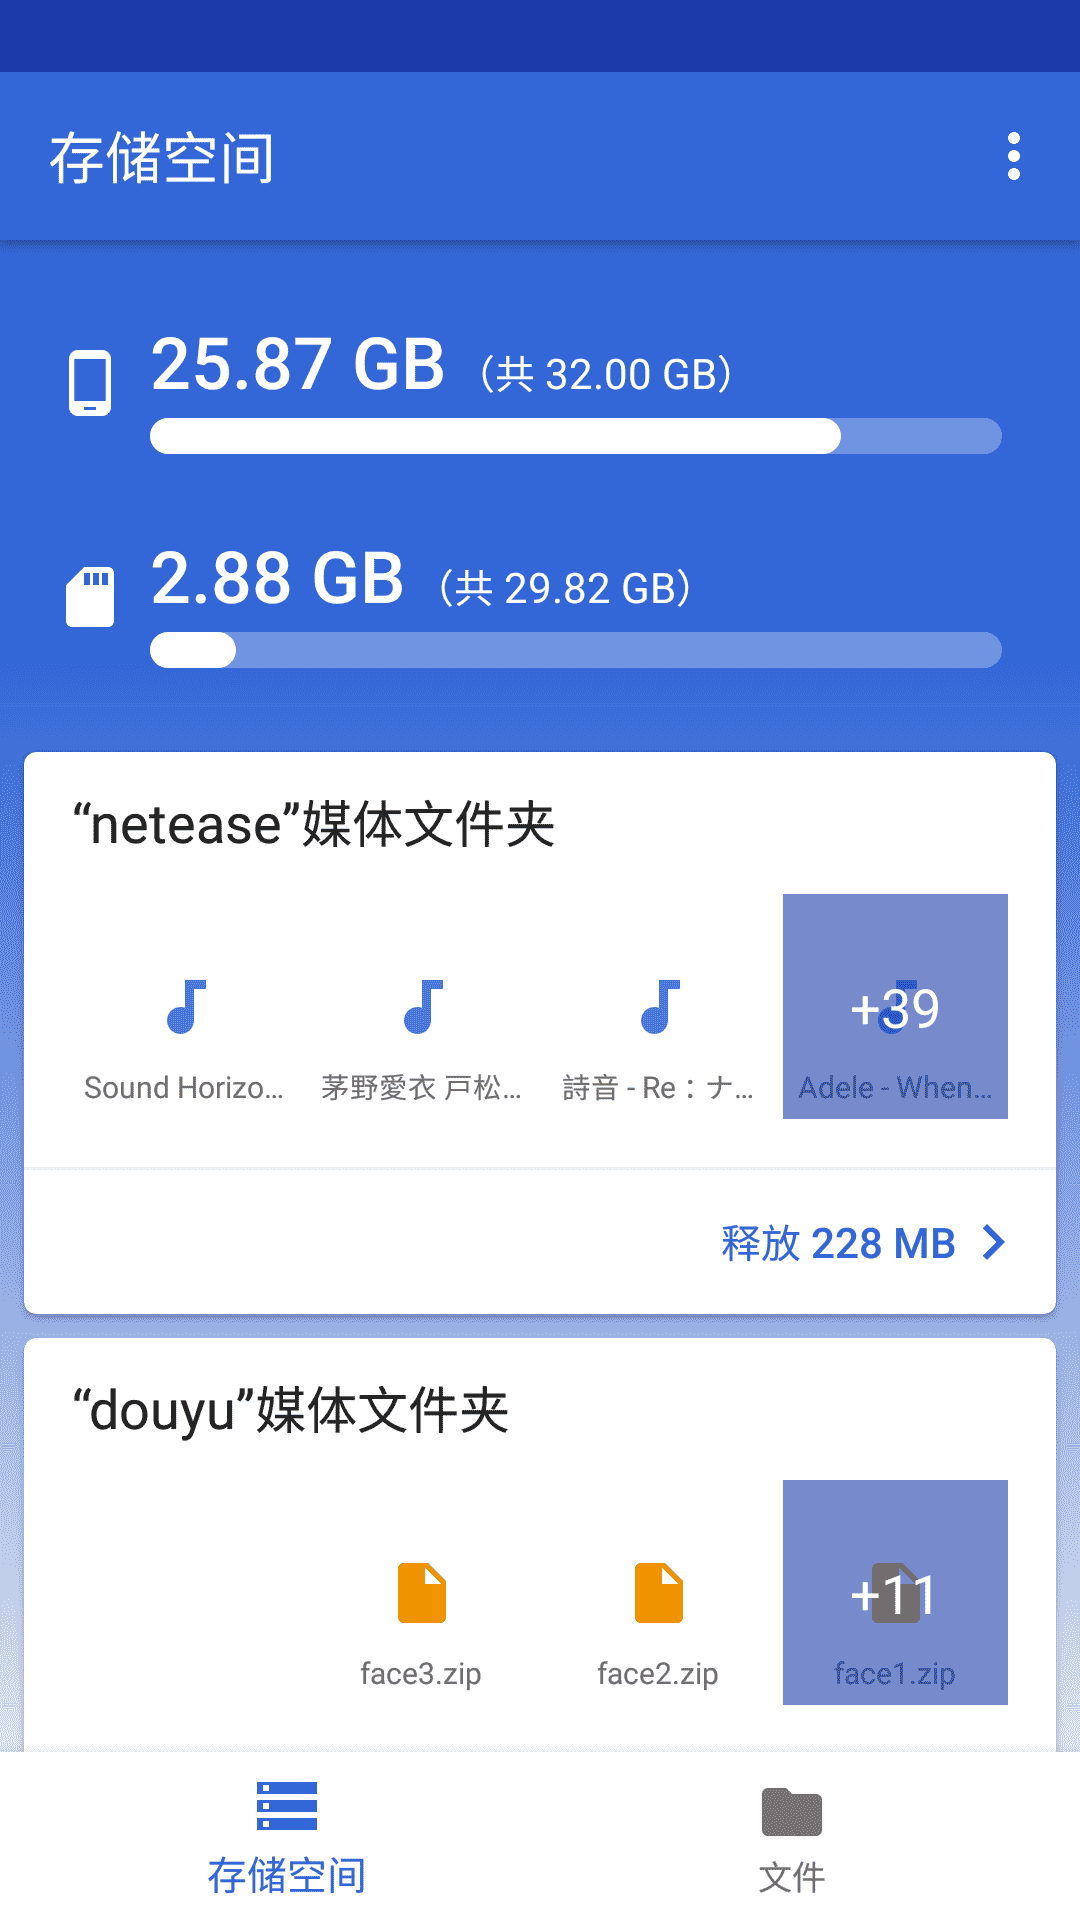 存储空间
25.87 GB（共 32.00 GB）
2.88 GB（共 29.82 GB）
“netease”媒体文件夹
+39
Sound Horizo... 茅野愛衣 戸松... 詩音 - Re：ナ... Adele - When...
释放 228 MB
“douyu”媒体文件夹
+11
face3.zip face2.zip face1.zip
存储空间 文件